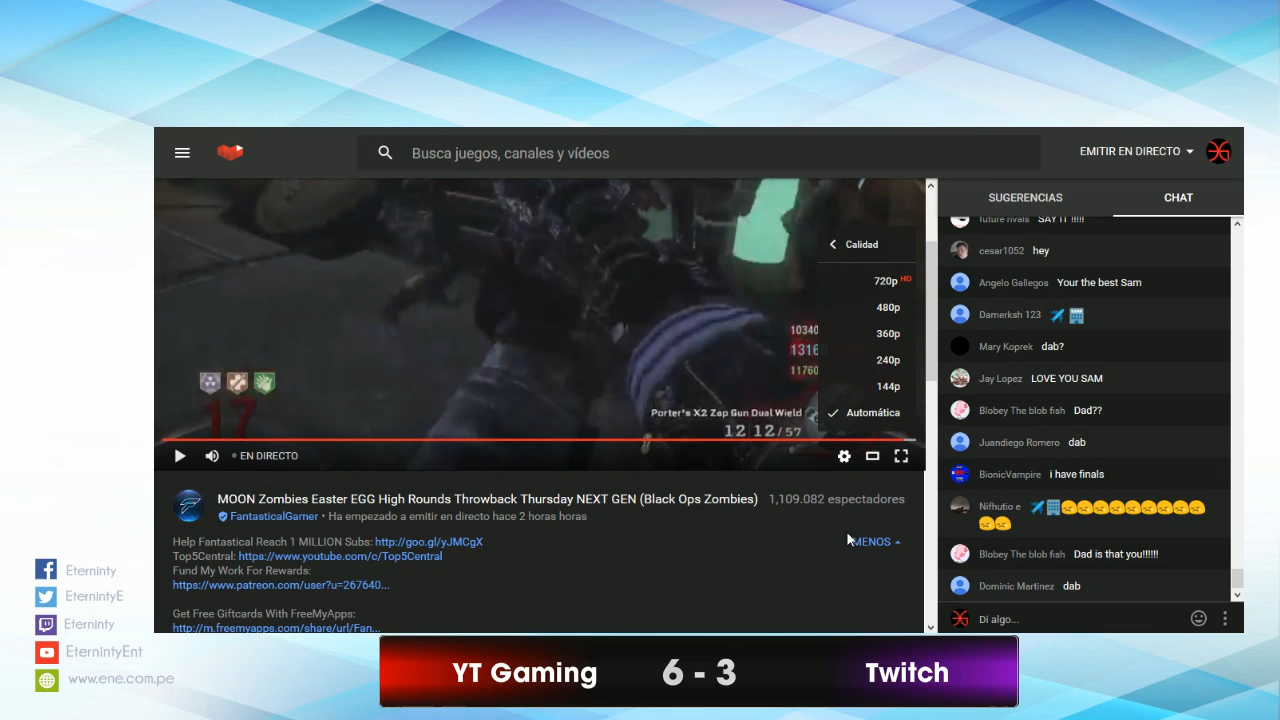 Busca juegos, canales y vídeos
EMITIR EN DIRECTO
Calidad
720p HD
480p
360p
240p
144p
Automática
10340
1316
11760
17
Porter's X2 Zap Gun Dual Wield
12 12/57
EN DIRECTO
MOON Zombies Easter EGG High Rounds Throwback Thursday NEXT GEN (Black Ops Zombies)
1,109.082 espectadores
FantasticalGamer • Ha empezado a emitir en directo hace 2 horas horas
MENOS
Help Fantastical Reach 1 MILLION Subs: http://goo.gl/yJMCgX
Top5Central: https://www.youtube.com/c/Top5Central
Fund My Work For Rewards:
https://www.patreon.com/user?u=267640...
Get Free Giftcards With FreeMyApps:
http://m.freemyapps.com/share/url/Fan...
SUGERENCIAS
CHAT
future rivals SAY IT !!!!!
cesar1052 hey
Angelo Gallegos Your the best Sam
Damerksh 123
Mary Koprek dab?
Jay Lopez LOVE YOU SAM
Blobey The blob fish Dad??
Juandiego Romero dab
BionicVampire i have finals
Nifhutio e
Blobey The blob fish Dad is that you!!!!!!
Dominic Martinez dab
Di algo...
Eterninty
EternintyE
Eterninty
EternintyEnt
www.ene.com.pe
YT Gaming 6 - 3 Twitch